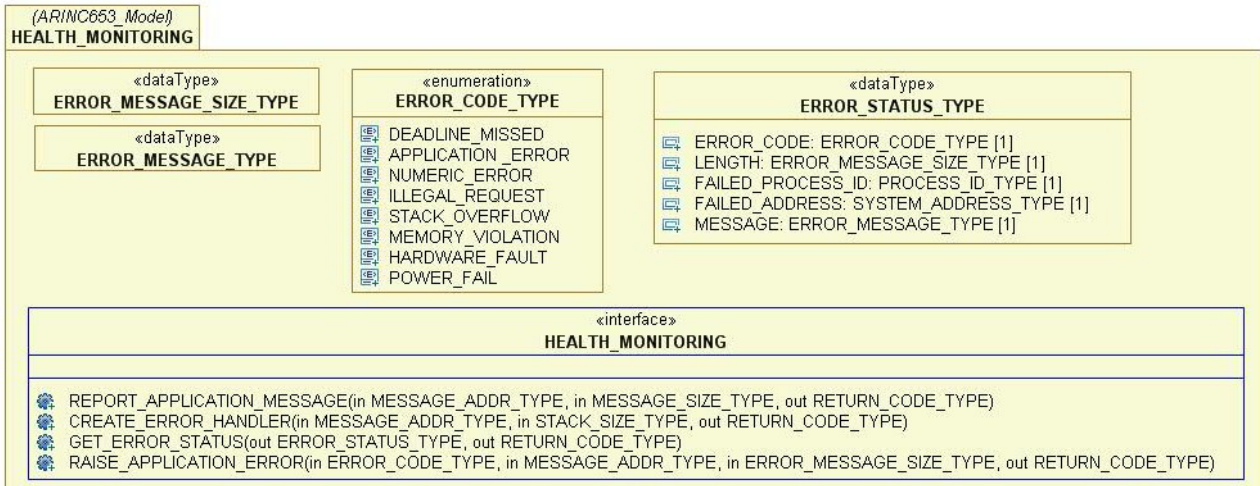 (ARINC653_Model)
HEALTH_MONITORING
«dataType»
ERROR_MESSAGE_SIZE_TYPE
«dataType»
ERROR_MESSAGE_TYPE
«enumeration»
ERROR_CODE_TYPE
DEADLINE_MISSED
APPLICATION _ERROR
NUMERIC_ERROR
ILLEGAL_REQUEST
STACK_OVERFLOW
MEMORY_VIOLATION
HARDWARE_FAULT
POWER_FAIL
«dataType»
ERROR_STATUS_TYPE
ERROR_CODE: ERROR_CODE_TYPE [1]
LENGTH: ERROR_MESSAGE_SIZE_TYPE [1]
FAILED_PROCESS_ID: PROCESS_ID_TYPE [1]
FAILED_ADDRESS: SYSTEM_ADDRESS_TYPE [1]
MESSAGE: ERROR_MESSAGE_TYPE [1]
«interface»
HEALTH_MONITORING
REPORT_APPLICATION_MESSAGE(in MESSAGE_ADDR_TYPE, in MESSAGE_SIZE_TYPE, out RETURN_CODE_TYPE)
CREATE_ERROR_HANDLER(in MESSAGE_ADDR_TYPE, in STACK_SIZE_TYPE, out RETURN_CODE_TYPE)
GET_ERROR_STATUS(out ERROR_STATUS_TYPE, out RETURN_CODE_TYPE)
RAISE_APPLICATION_ERROR(in ERROR_CODE_TYPE, in MESSAGE_ADDR_TYPE, in ERROR_MESSAGE_SIZE_TYPE, out RETURN_CODE_TYPE)